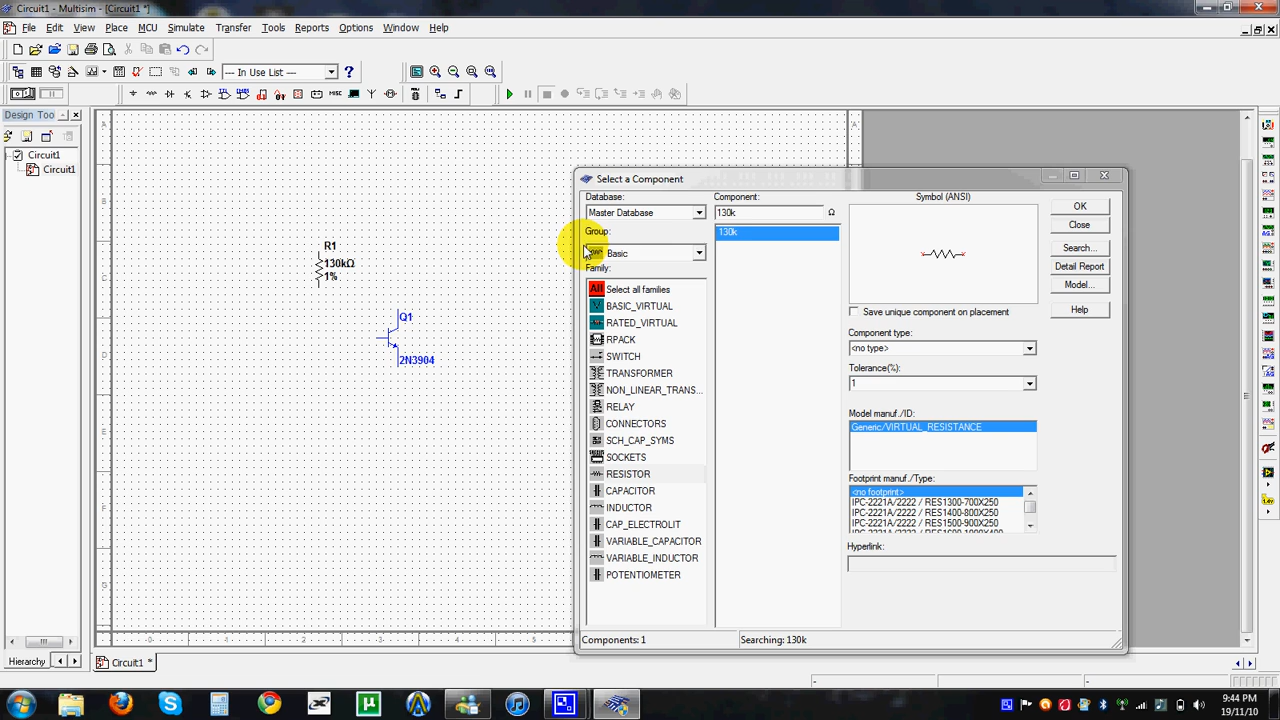 Circuit1 - Multisim - [Circuit1 *]
File Edit View Place MCU Simulate Transfer Tools Reports Options Window Help
--- In Use List ---
Design Too
Circuit1
Circuit1
R1
130kΩ
1%
Q1
2N3904
Select a Component
Database:
Master Database
Group:
Basic
Family:
All Select all families
BASIC_VIRTUAL
RATED_VIRTUAL
RPACK
SWITCH
TRANSFORMER
NON_LINEAR_TRANS...
RELAY
CONNECTORS
SCH_CAP_SYMS
SOCKETS
RESISTOR
CAPACITOR
INDUCTOR
CAP_ELECTROLIT
VARIABLE_CAPACITOR
VARIABLE_INDUCTOR
POTENTIOMETER
Component:
130k Ω
130k
Symbol (ANSI)
OK
Close
Search...
Detail Report
Model...
Help
Save unique component on placement
Component type:
<no type>
Tolerance(%):
1
Model manuf./ID:
Generic/VIRTUAL_RESISTANCE
Footprint manuf./Type:
<no footprint>
IPC-2221A/2222 / RES1300-700X250
IPC-2221A/2222 / RES1400-800X250
IPC-2221A/2222 / RES1500-900X250
Hyperlink:
Components: 1
Searching: 130k
Hierarchy
Circuit1 *
9:44 PM
19/11/10